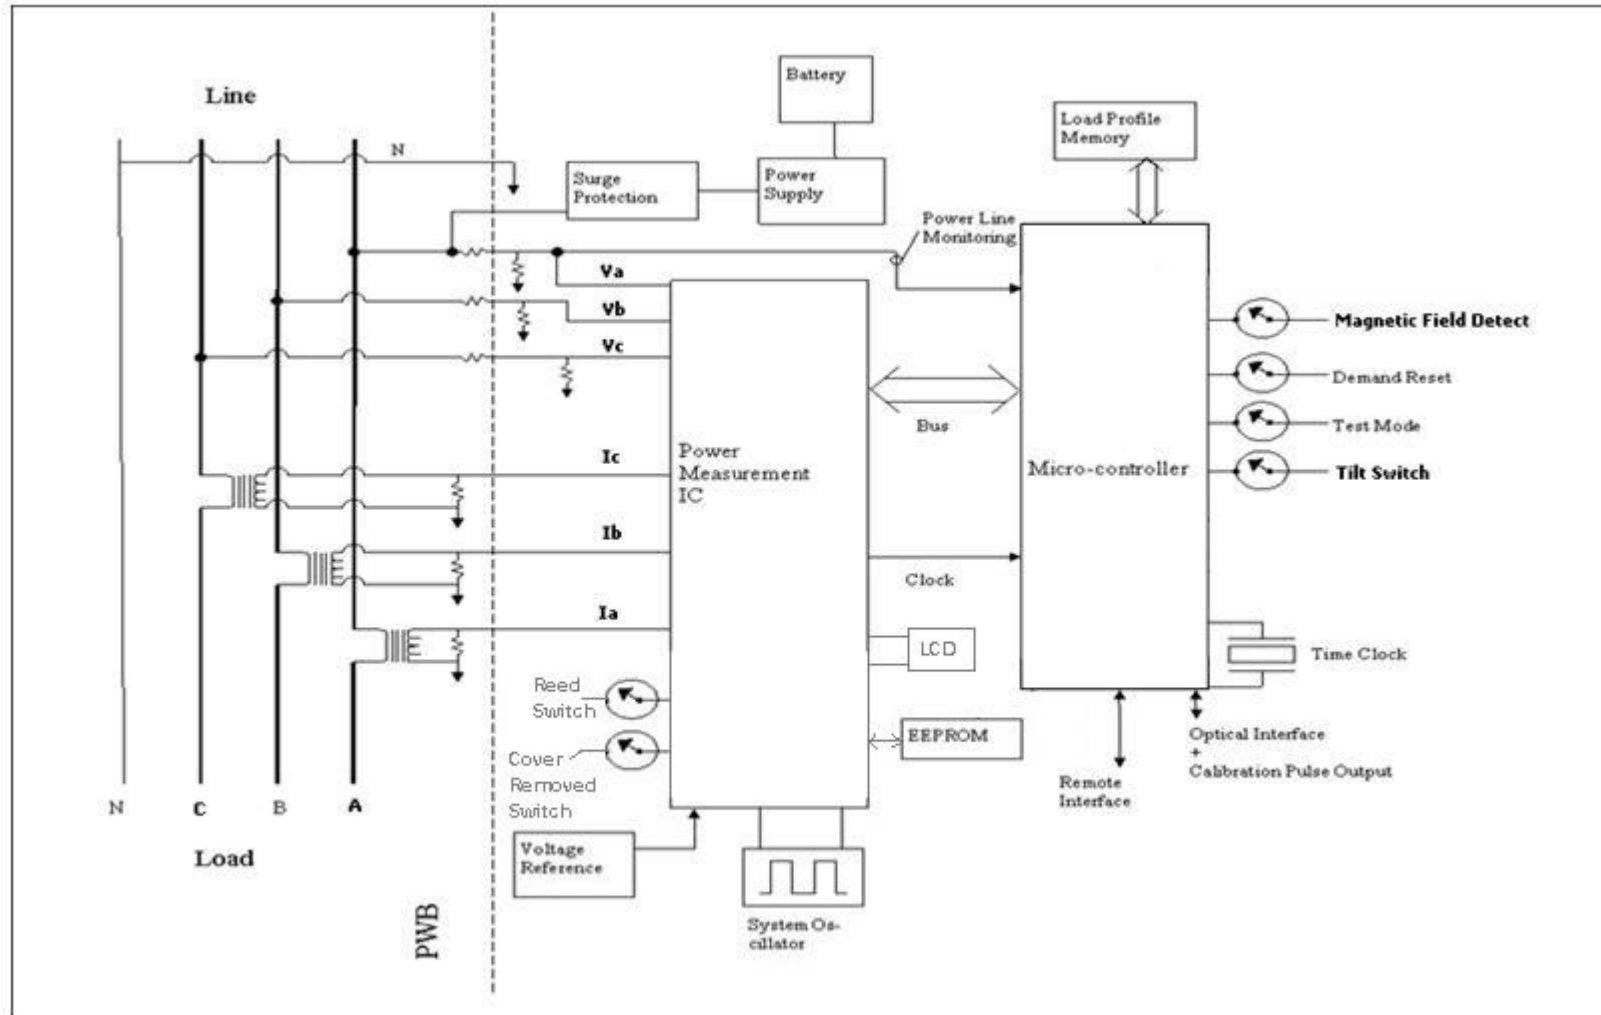 Line
N
Battery
Load Profile
Memory
Surge
Protection
Power
Supply
Power Line
Monitoring
Va
Vb
Vc
Magnetic Field Detect
Demand Reset
Test Mode
Tilt Switch
Bus
Power
Measurement
IC
Micro-controller
Ic
Ib
Ia
Clock
LCD
Time Clock
Reed
Switch
Cover
Removed
Switch
EEPROM
Optical Interface
+
Calibration Pulse Output
Remote
Interface
N
C
B
A
Load
Voltage
Reference
System Os-
cillator
PWB